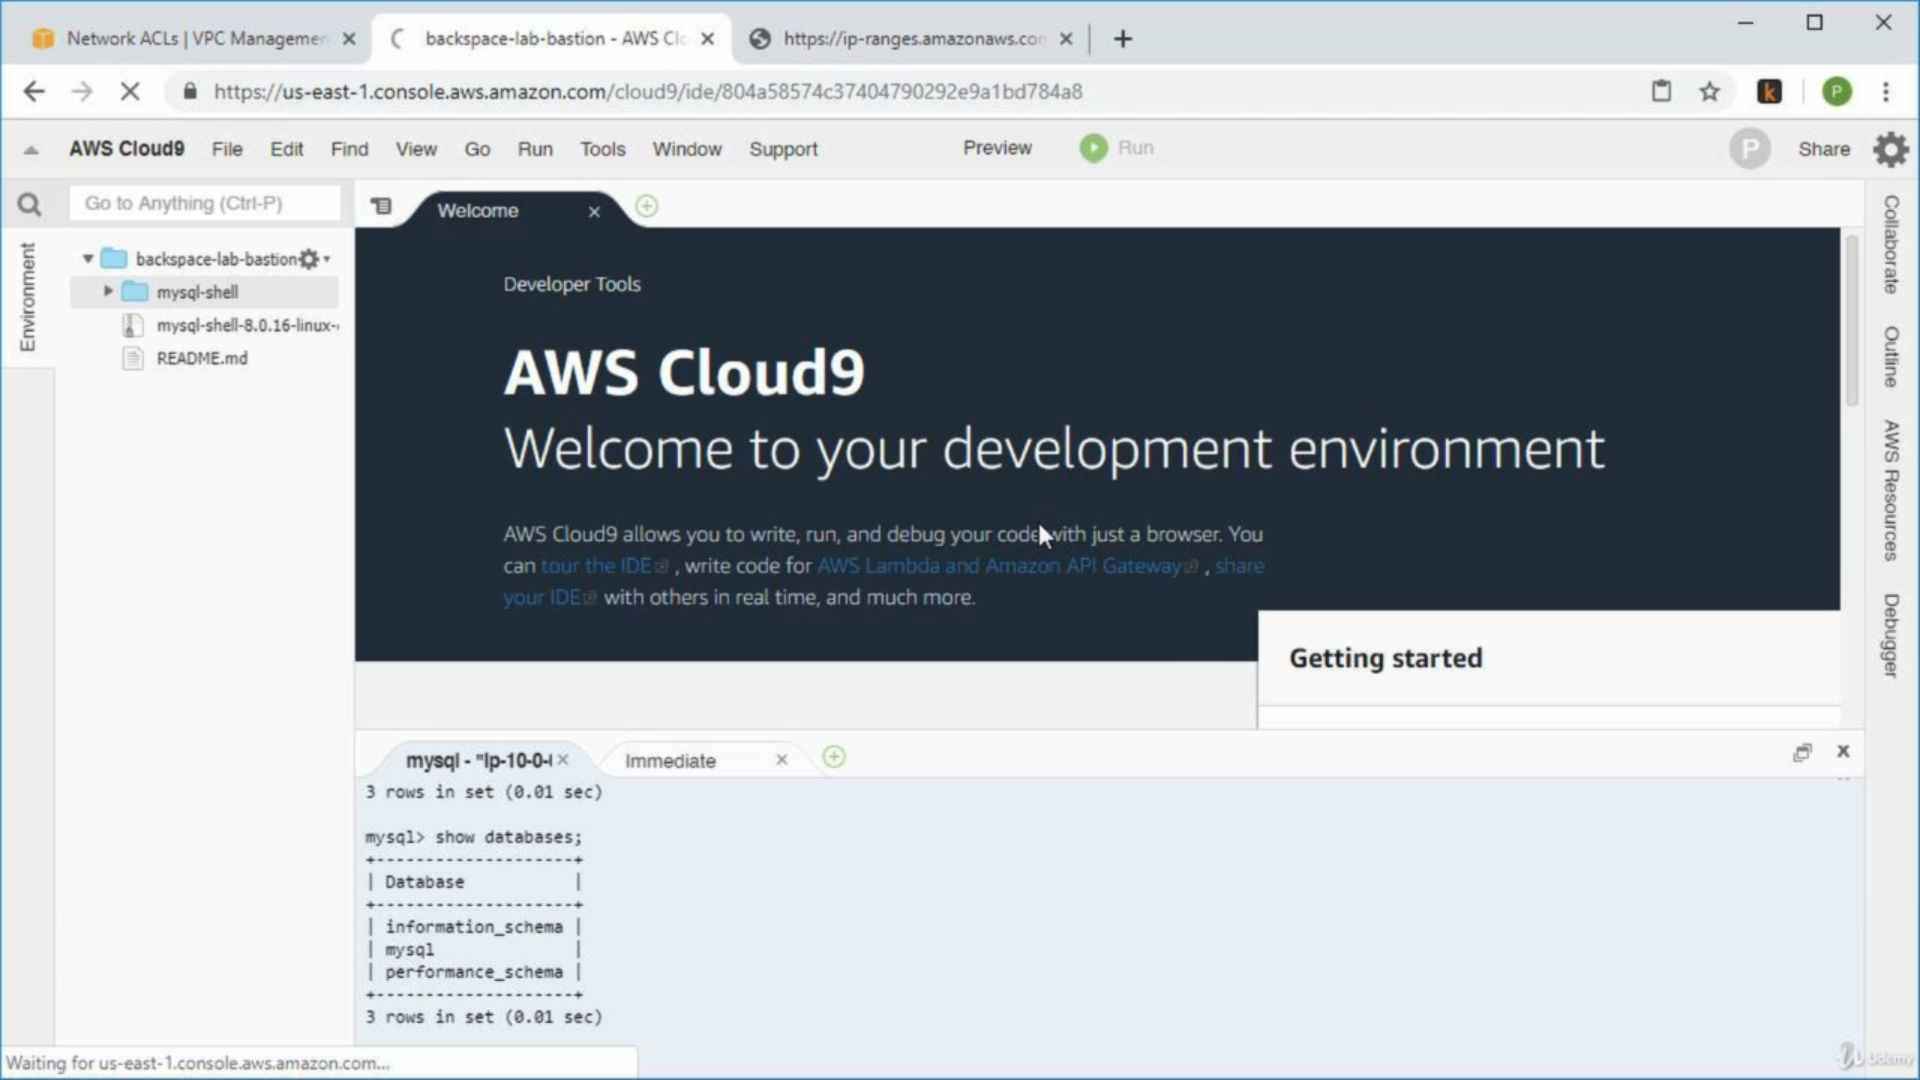 Network ACLs | VPC Managemen
backspace-lab-bastion - AWS Clo
https://ip-ranges.amazonaws.con
https://us-east-1.console.aws.amazon.com/cloud9/ide/804a58574c37404790292e9a1bd784a8
k
P
AWS Cloud9 File Edit Find View Go Run Tools Window Support Preview Run P Share
Go to Anything (Ctrl-P)
Welcome
Environment
backspace-lab-bastion
mysql-shell
mysql-shell-8.0.16-linux-
README.md
Developer Tools
AWS Cloud9
Welcome to your development environment
AWS Cloud9 allows you to write, run, and debug your code with just a browser. You
can tour the IDE , write code for AWS Lambda and Amazon API Gateway , share
your IDE with others in real time, and much more.
Getting started
Collaborate
Outline
AWS Resources
Debugger
mysql - "ip-10-0-
Immediate
3 rows in set (0.01 sec)
mysql> show databases;
+--------------------+
| Database           |
+--------------------+
| information_schema |
| mysql              |
| performance_schema |
+--------------------+
3 rows in set (0.01 sec)
Waiting for us-east-1.console.aws.amazon.com...
Udemy